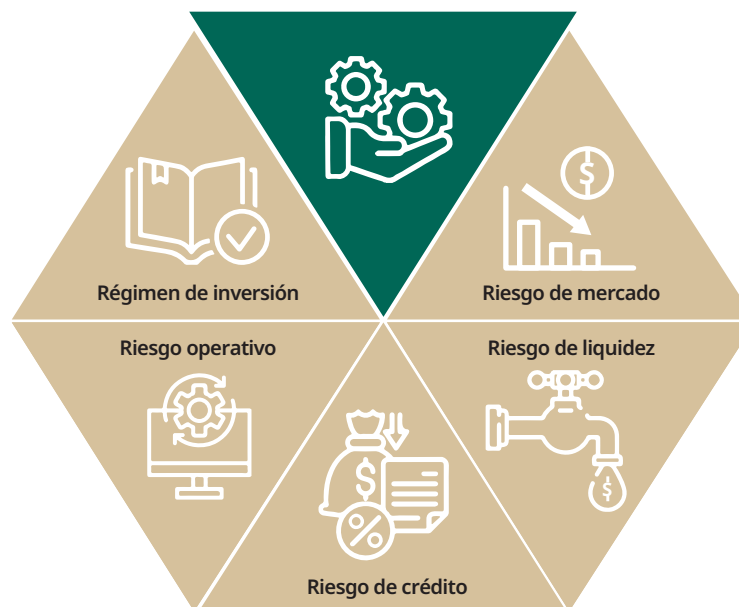 Régimen de inversión
Riesgo de mercado
Riesgo operativo
Riesgo de liquidez
Riesgo de crédito